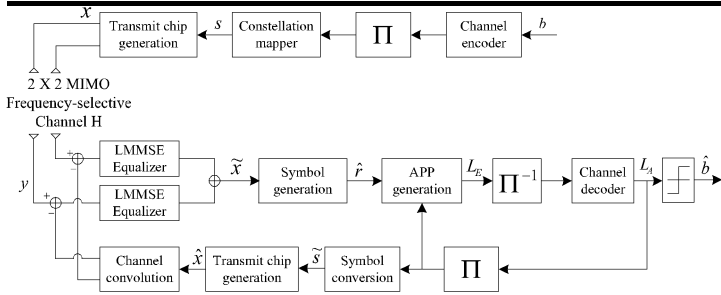 x
Transmit chip
generation
s
Constellation
mapper
Π
Channel
encoder
b
2 X 2 MIMO
Frequency-selective
Channel H
y
+
−
+
−
LMMSE
Equalizer
LMMSE
Equalizer
x̃
Symbol
generation
r̂
APP
generation
L_E
Π⁻¹
Channel
decoder
L_A
b̂
Channel
convolution
x̂
Transmit chip
generation
s̃
Symbol
conversion
Π